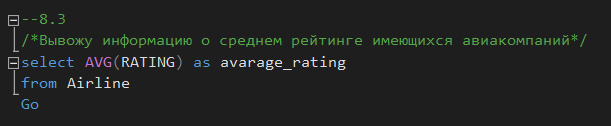 --8.3
/*Вывожу информацию о среднем рейтинге имеющихся авиакомпаний*/
select AVG(RATING) as avarage_rating
from Airline
Go